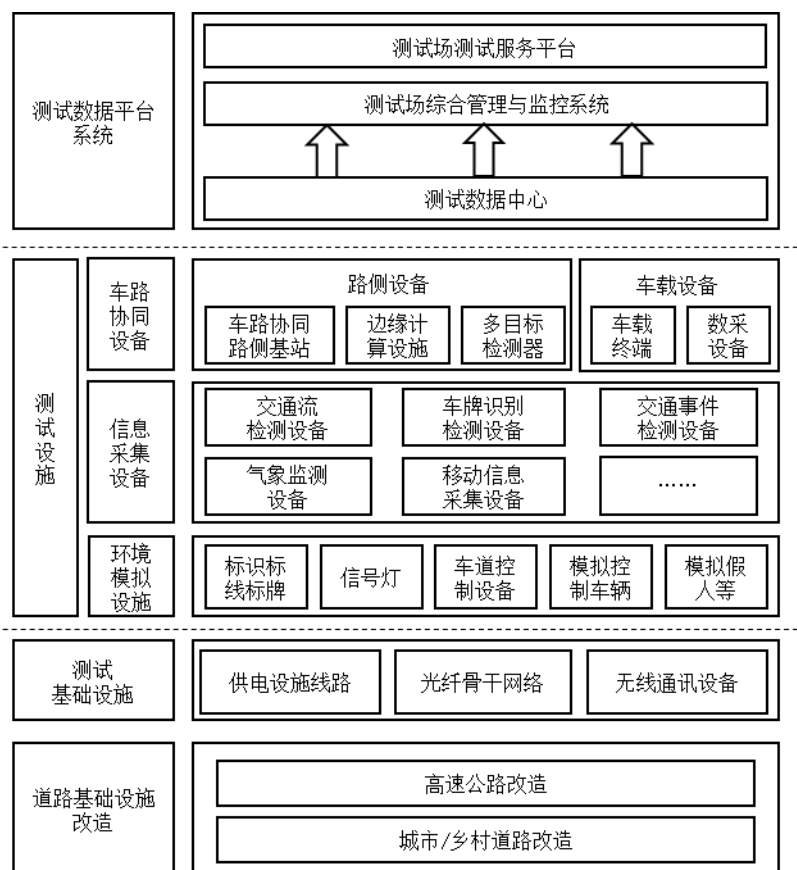 测试数据平台
系统
测试场测试服务平台
测试场综合管理与监控系统
测试数据中心
测
试
设
施
车路
协同
设备
路侧设备
车路协同
路侧基站
边缘计
算设施
多目标
检测器
车载设备
车载
终端
数采
设备
信息
采集
设备
交通流
检测设备
车牌识别
检测设备
交通事件
检测设备
气象监测
设备
移动信息
采集设备
……
环境
模拟
设施
标识标
线标牌
信号灯
车道控
制设备
模拟控
制车辆
模拟假
人等
测试
基础设施
供电设施线路
光纤骨干网络
无线通讯设备
道路基础设施
改造
高速公路改造
城市/乡村道路改造